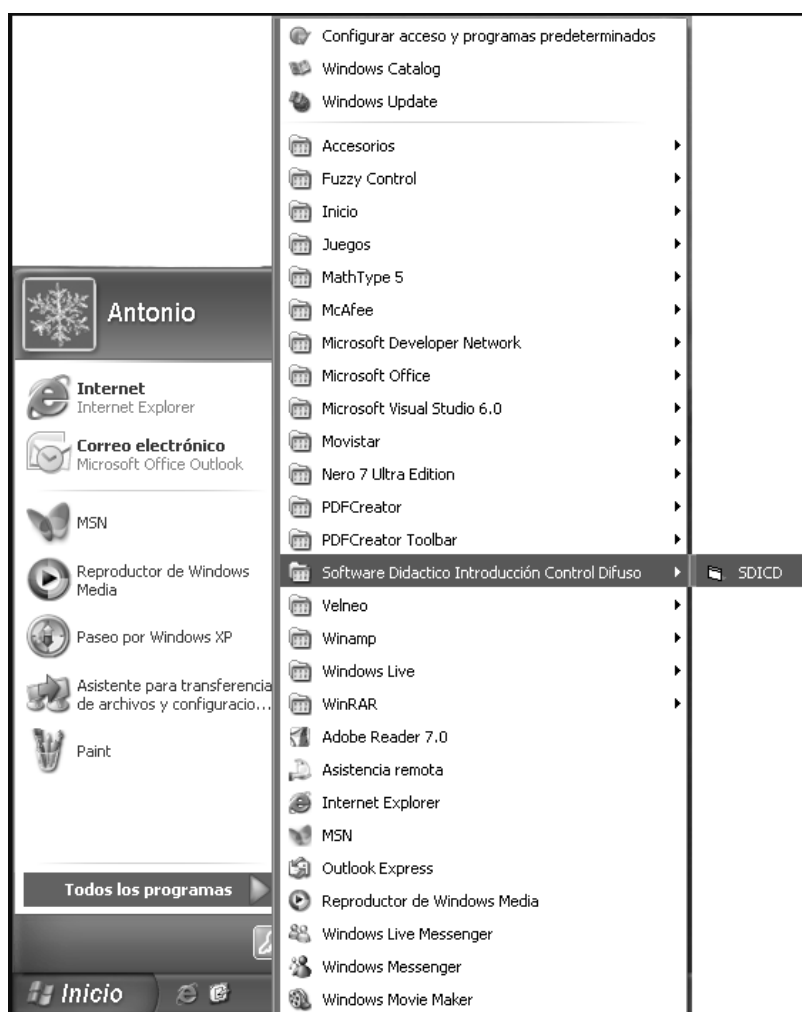 Antonio
Internet
Internet Explorer
Correo electrónico
Microsoft Office Outlook
MSN
Reproductor de Windows
Media
Paseo por Windows XP
Asistente para transferencia
de archivos y configuracio...
Paint
Todos los programas
Inicio
Configurar acceso y programas predeterminados
Windows Catalog
Windows Update
Accesorios
Fuzzy Control
Inicio
Juegos
MathType 5
McAfee
Microsoft Developer Network
Microsoft Office
Microsoft Visual Studio 6.0
Movistar
Nero 7 Ultra Edition
PDFCreator
PDFCreator Toolbar
Software Didactico Introducción Control Difuso
Velneo
Winamp
Windows Live
WinRAR
Adobe Reader 7.0
Asistencia remota
Internet Explorer
MSN
Outlook Express
Reproductor de Windows Media
Windows Live Messenger
Windows Messenger
Windows Movie Maker
SDICD